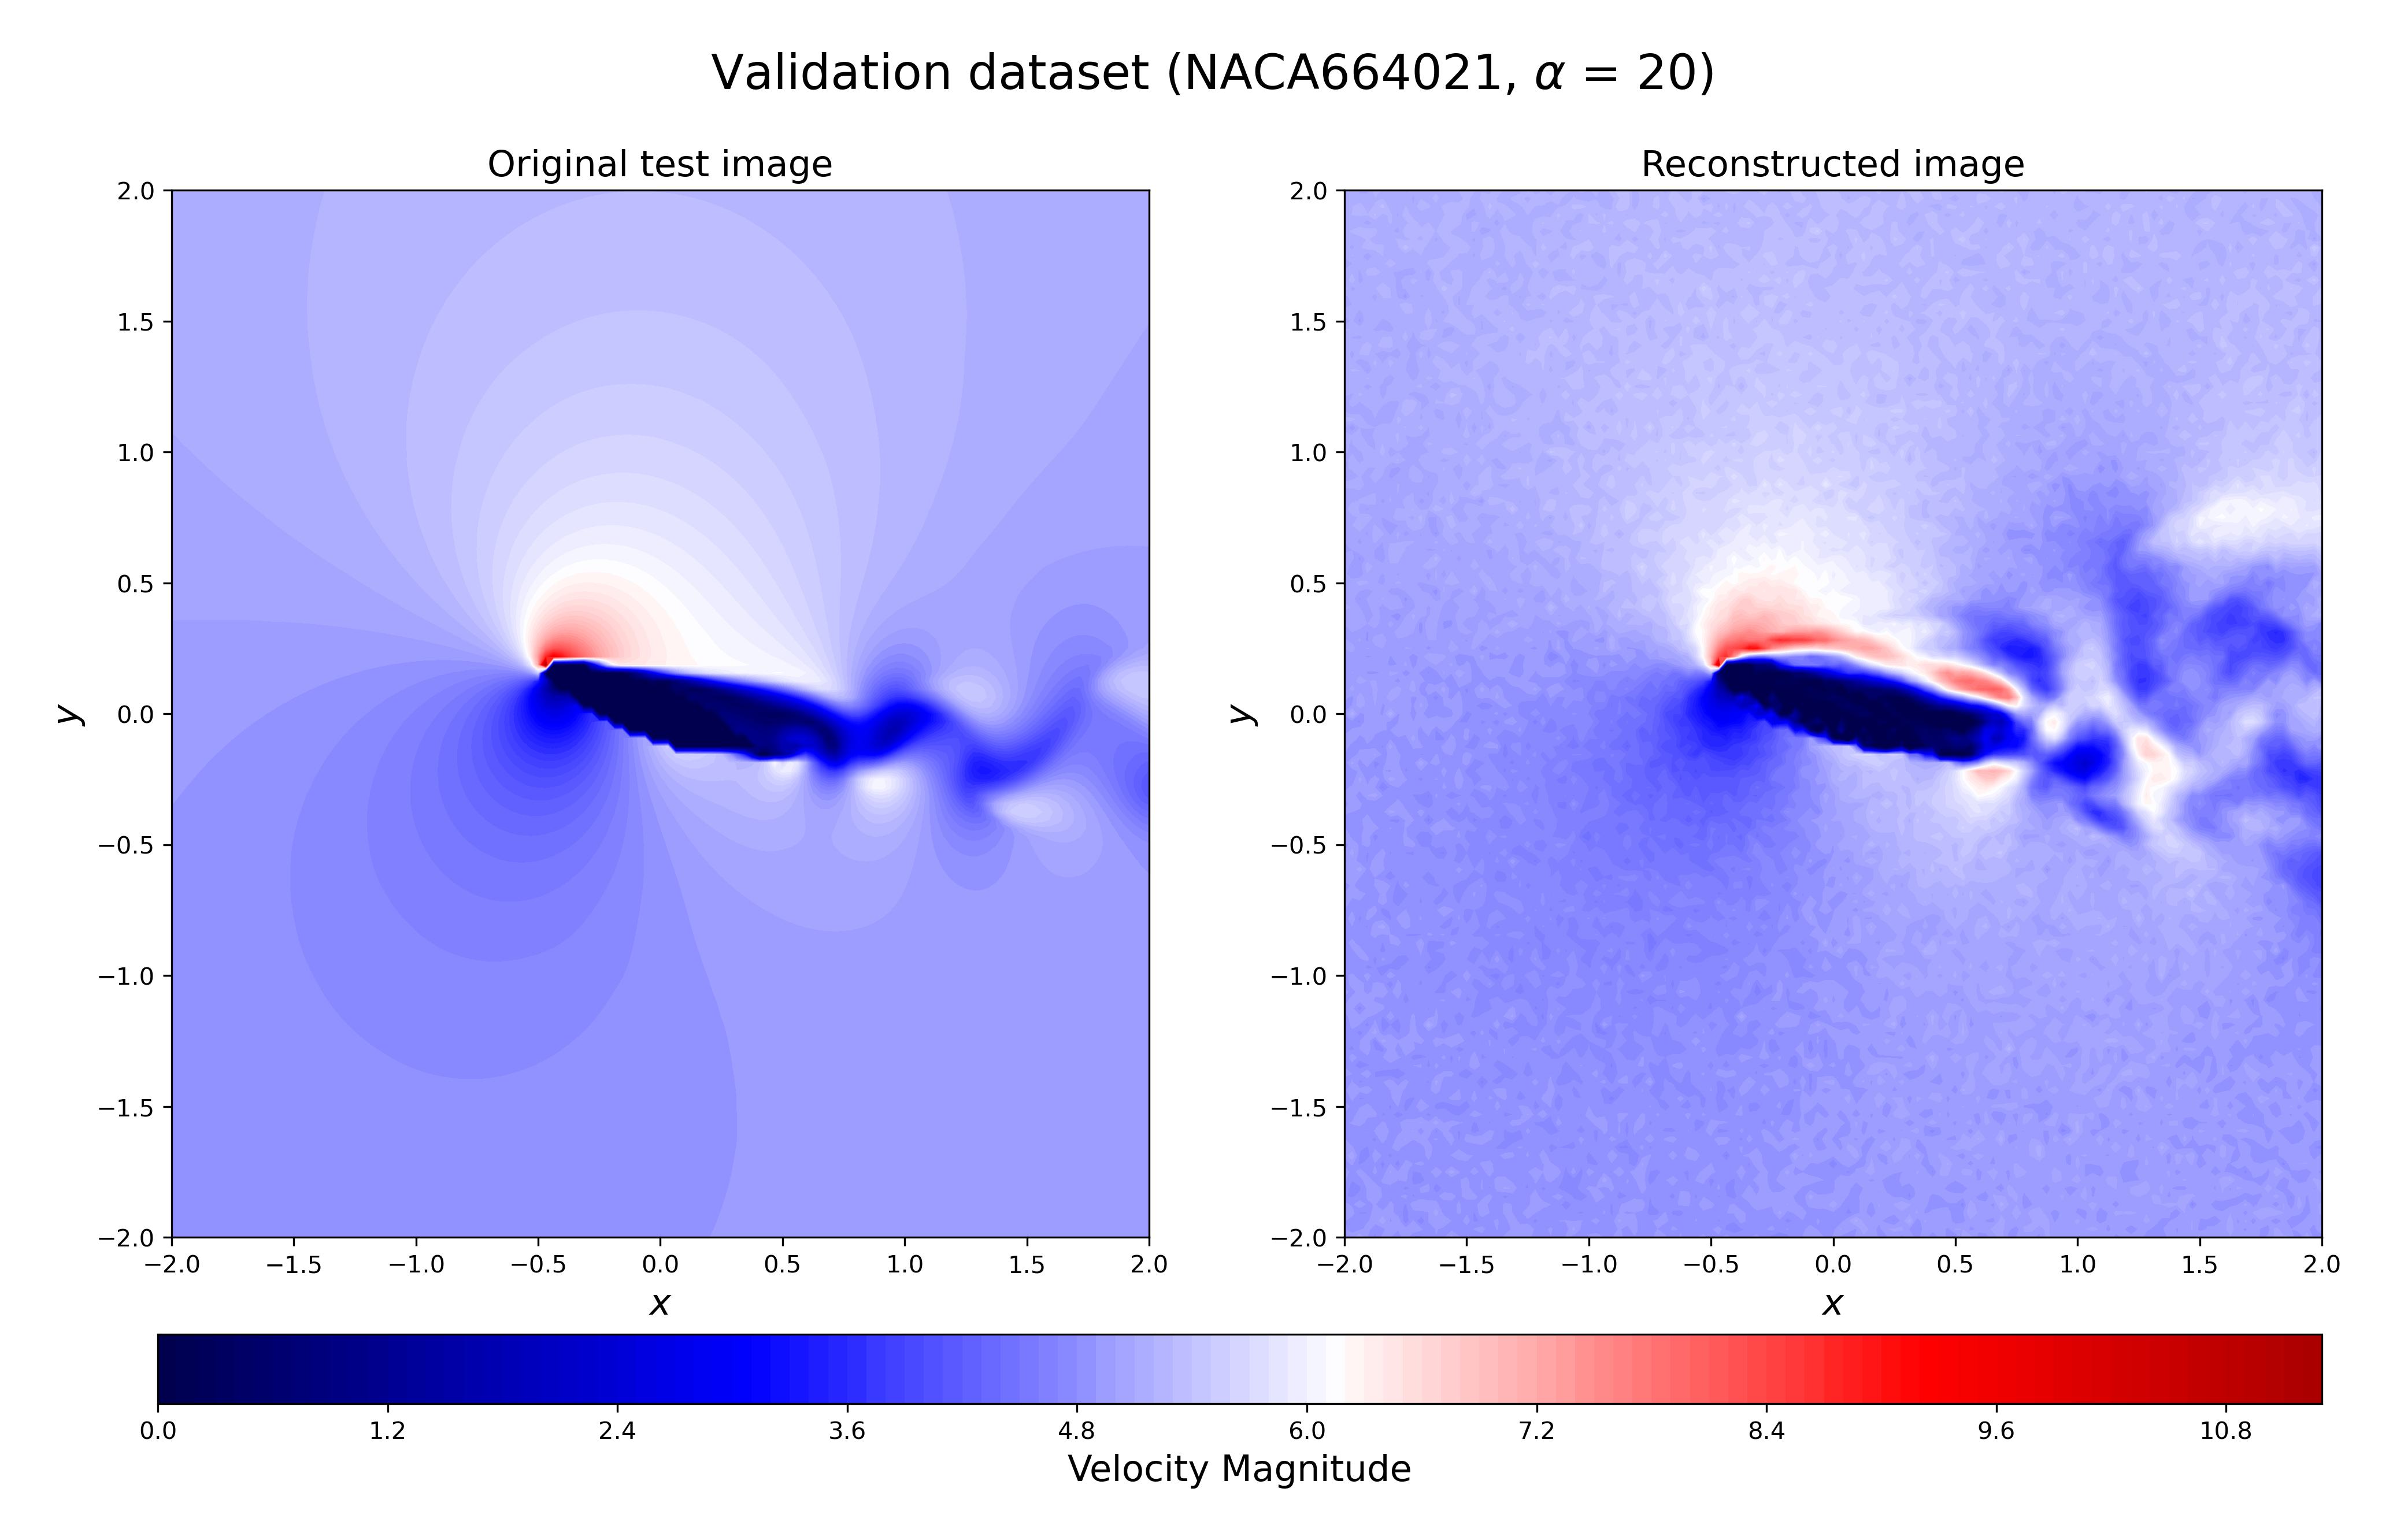 Validation dataset (NACA664021, α = 20)
Original test image
2.0
1.5
1.0
0.5
0.0
−0.5
−1.0
−1.5
−2.0
y
−2.0 −1.5 −1.0 −0.5 0.0 0.5 1.0 1.5 2.0
x
Reconstructed image
2.0
1.5
1.0
0.5
0.0
−0.5
−1.0
−1.5
−2.0
y
−2.0 −1.5 −1.0 −0.5 0.0 0.5 1.0 1.5 2.0
x
0.0 1.2 2.4 3.6 4.8 6.0 7.2 8.4 9.6 10.8
Velocity Magnitude